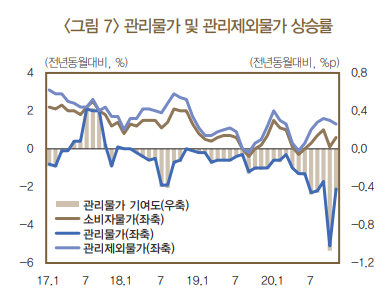 <그림 7> 관리물가 및 관리제외물가 상승률
(전년동월대비, %) (전년동월대비, %p)
4 0.8
2 0.4
0 0.0
-2 -0.4
-4 -0.8
-6 -1.2
관리물가 기여도(우축)
소비자물가(좌축)
관리물가(좌축)
관리제외물가(좌축)
17.1 7 18.1 7 19.1 7 20.1 7